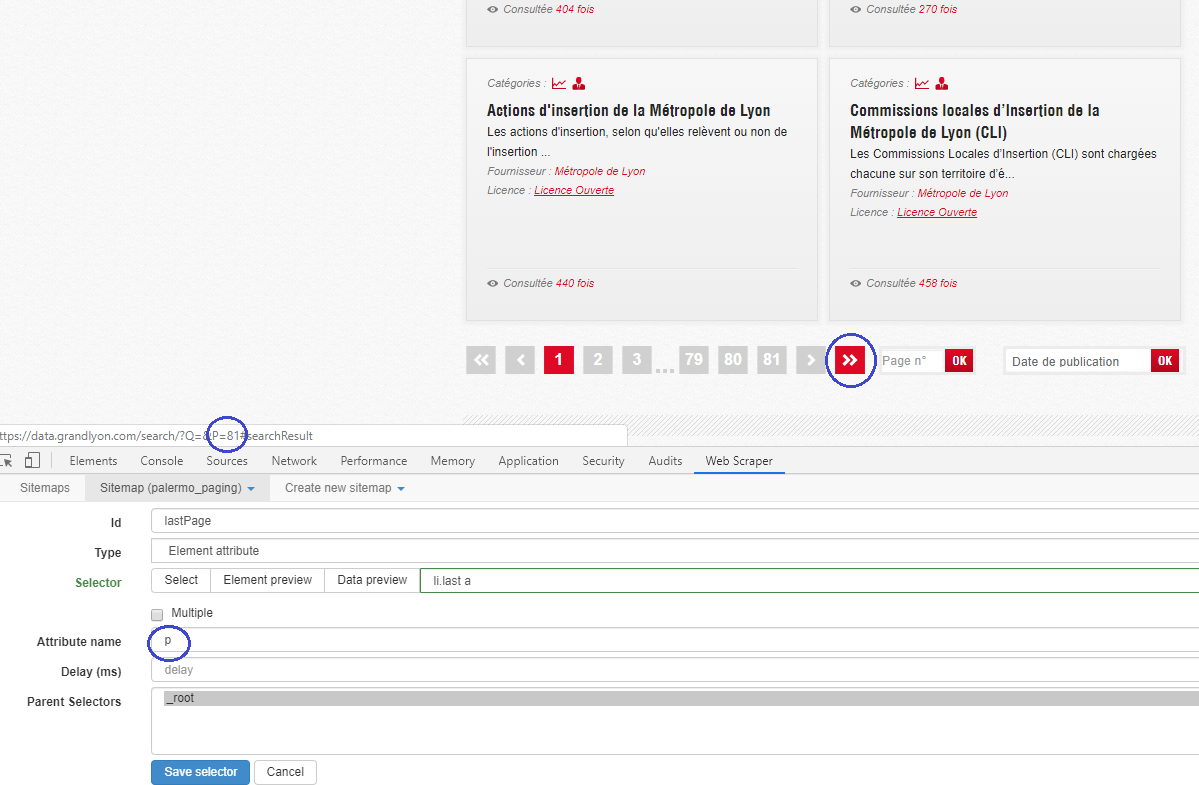 Consultée 404 fois
Consultée 270 fois
Catégories :
Actions d'insertion de la Métropole de Lyon
Les actions d'insertion, selon qu'elles relèvent ou non de
l'insertion ...
Fournisseur : Métropole de Lyon
Licence : Licence Ouverte
Consultée 440 fois
Catégories :
Commissions locales d’Insertion de la
Métropole de Lyon (CLI)
Les Commissions Locales d’Insertion (CLI) sont chargées
chacune sur son territoire d’é...
Fournisseur : Métropole de Lyon
Licence : Licence Ouverte
Consultée 458 fois
« < 1 2 3 ... 79 80 81 > » Page n° OK Date de publication OK
ttps://data.grandlyon.com/search/?Q=&P=81#searchResult
Elements Console Sources Network Performance Memory Application Security Audits Web Scraper
Sitemaps Sitemap (palermo_paging) Create new sitemap
Id lastPage
Type Element attribute
Selector Select Element preview Data preview li.last a
Multiple
Attribute name p
Delay (ms) delay
Parent Selectors _root
Save selector Cancel